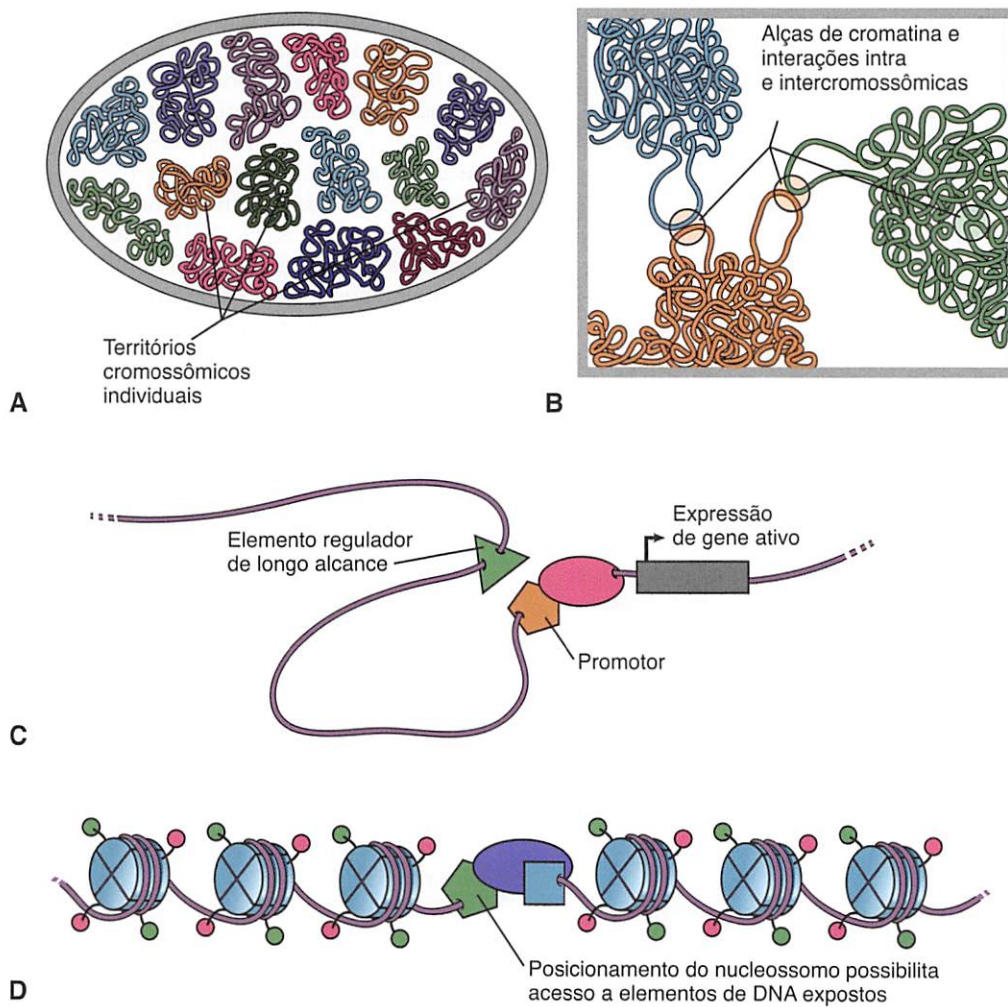 Territórios
cromossômicos
individuais
A
Alças de cromatina e
interações intra
e intercromossômicas
B
Elemento regulador
de longo alcance
Expressão
de gene ativo
Promotor
C
Posicionamento do nucleossomo possibilita
acesso a elementos de DNA expostos
D